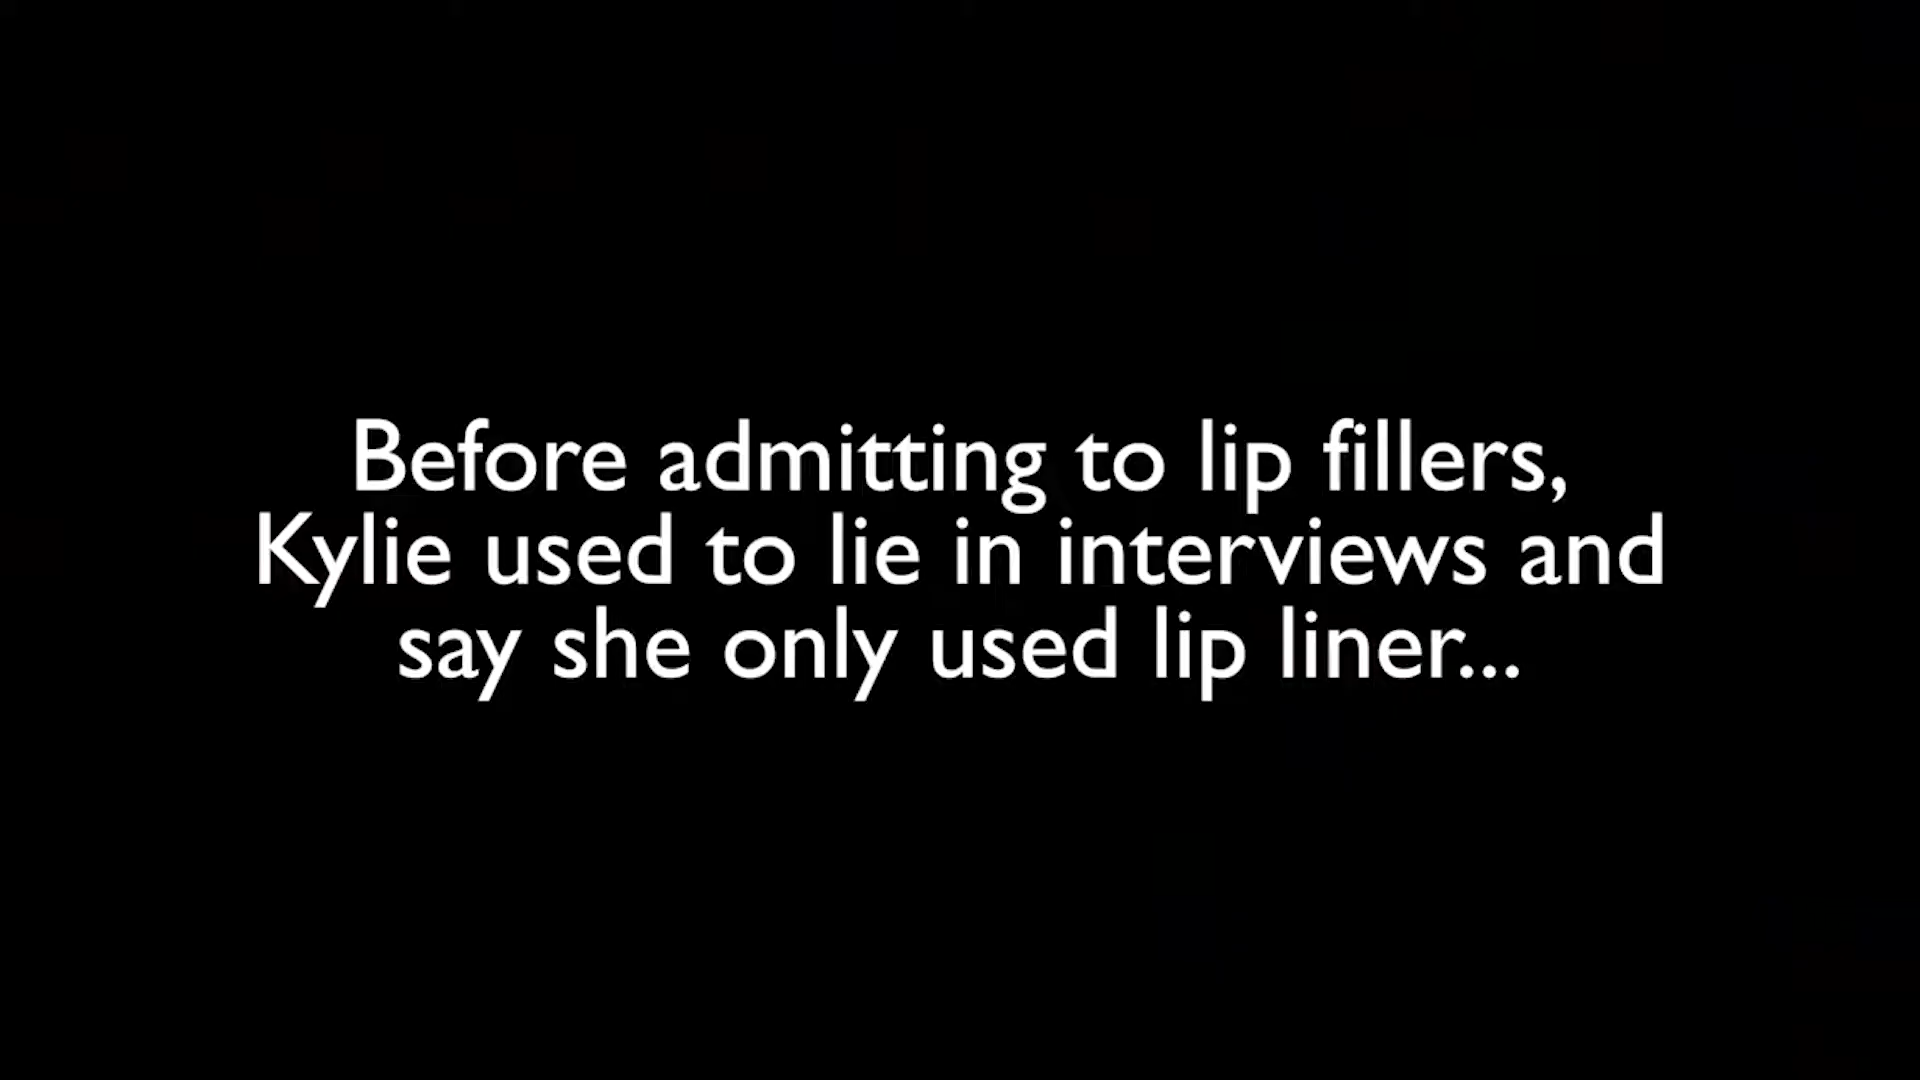 Before admitting to lip fillers,
Kylie used to lie in interviews and
say she only used lip liner...